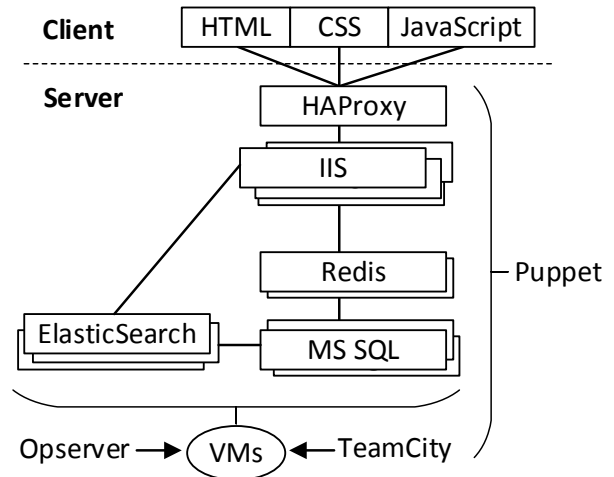 Client
HTML
CSS
JavaScript
Server
HAProxy
IIS
Redis
Puppet
ElasticSearch
MS SQL
Opserver
VMs
TeamCity